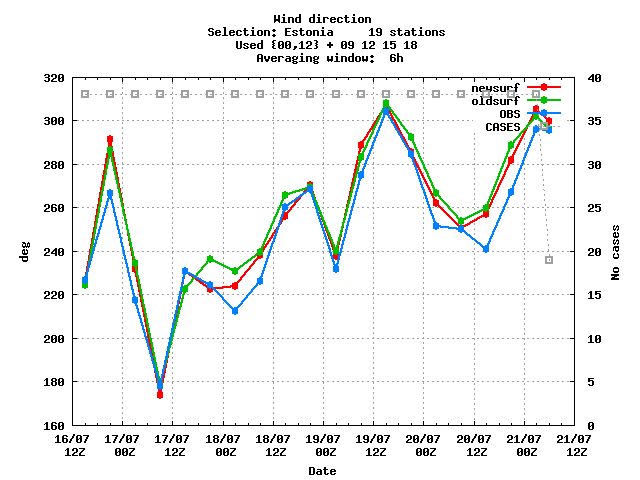 Wind direction
Selection: Estonia     19 stations
Used {00,12} + 09 12 15 18
Averaging window:  6h
newsurf
oldsurf
OBS
CASES
deg
320
300
280
260
240
220
200
180
160
No cases
40
35
30
25
20
15
10
5
0
16/07 17/07 17/07 18/07 18/07 19/07 19/07 20/07 20/07 21/07 21/07
12Z 00Z 12Z 00Z 12Z 00Z 12Z 00Z 12Z 00Z 12Z
Date